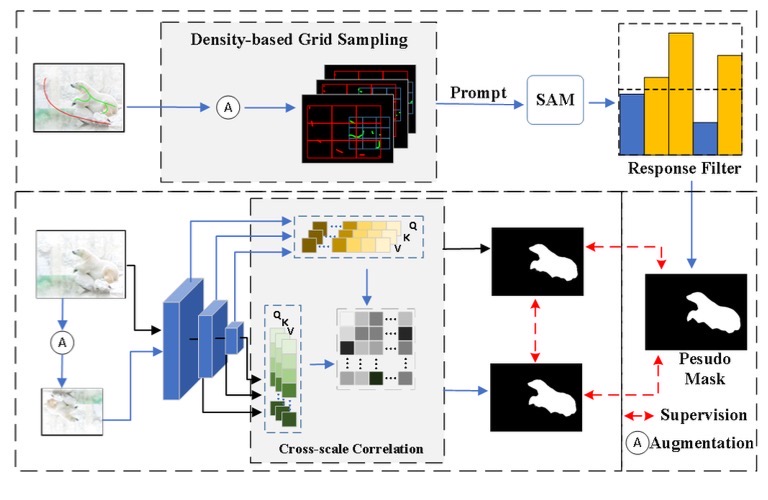 Density-based Grid Sampling
A
Prompt
SAM
Response Filter
Q
K
V
A
Q
K
V
Pesudo
Mask
Supervision
A Augmentation
Cross-scale Correlation